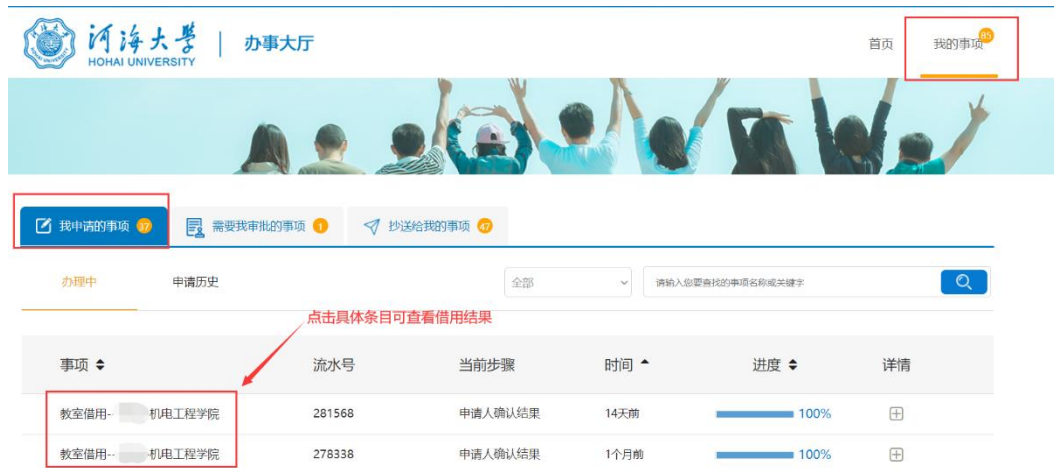 河海大学 | 办事大厅
HOHAI UNIVERSITY
首页 我的事项 85
我申请的事项 37 需要我审批的事项 1 抄送给我的事项 47
办理中 申请历史 全部 请输入您要查找的事项名称或关键字
点击具体条目可查看借用结果
事项 流水号 当前步骤 时间 进度 详情
教室借用-- 机电工程学院 281568 申请人确认结果 14天前 100%
教室借用-- 机电工程学院 278338 申请人确认结果 1个月前 100%